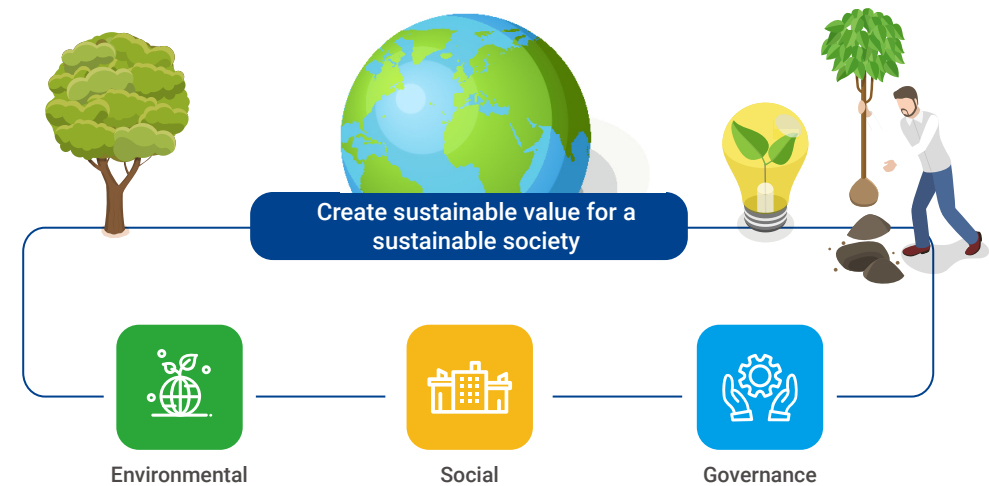 Create sustainable value for a
sustainable society
Environmental
Social
Governance